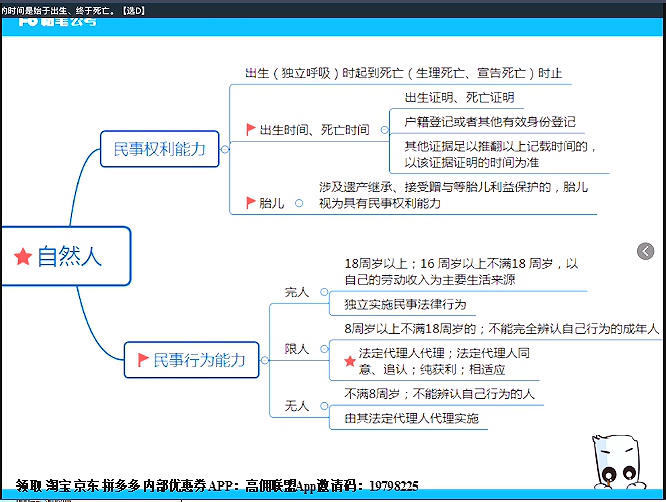 的时间是始于出生、终于死亡。【选D】
粉笔公考
出生（独立呼吸）时起到死亡（生理死亡、宣告死亡）时止
出生证明、死亡证明
出生时间、死亡时间
户籍登记或者其他有效身份登记
民事权利能力
其他证据足以推翻以上记载时间的，
以该证据证明的时间为准
涉及遗产继承、接受赠与等胎儿利益保护的，胎儿
视为具有民事权利能力
胎儿
自然人
18周岁以上；16 周岁以上不满18 周岁，以
自己的劳动收入为主要生活来源
完人
独立实施民事法律行为
8周岁以上不满18周岁的；不能完全辨认自己行为的成年人
限人
民事行为能力
法定代理人代理；法定代理人同
意、追认；纯获利；相适应
不满8周岁；不能辨认自己行为的人
无人
由其法定代理人代理实施
领取 淘宝 京东 拼多多 内部优惠券 APP：高佣联盟App邀请码：19798225